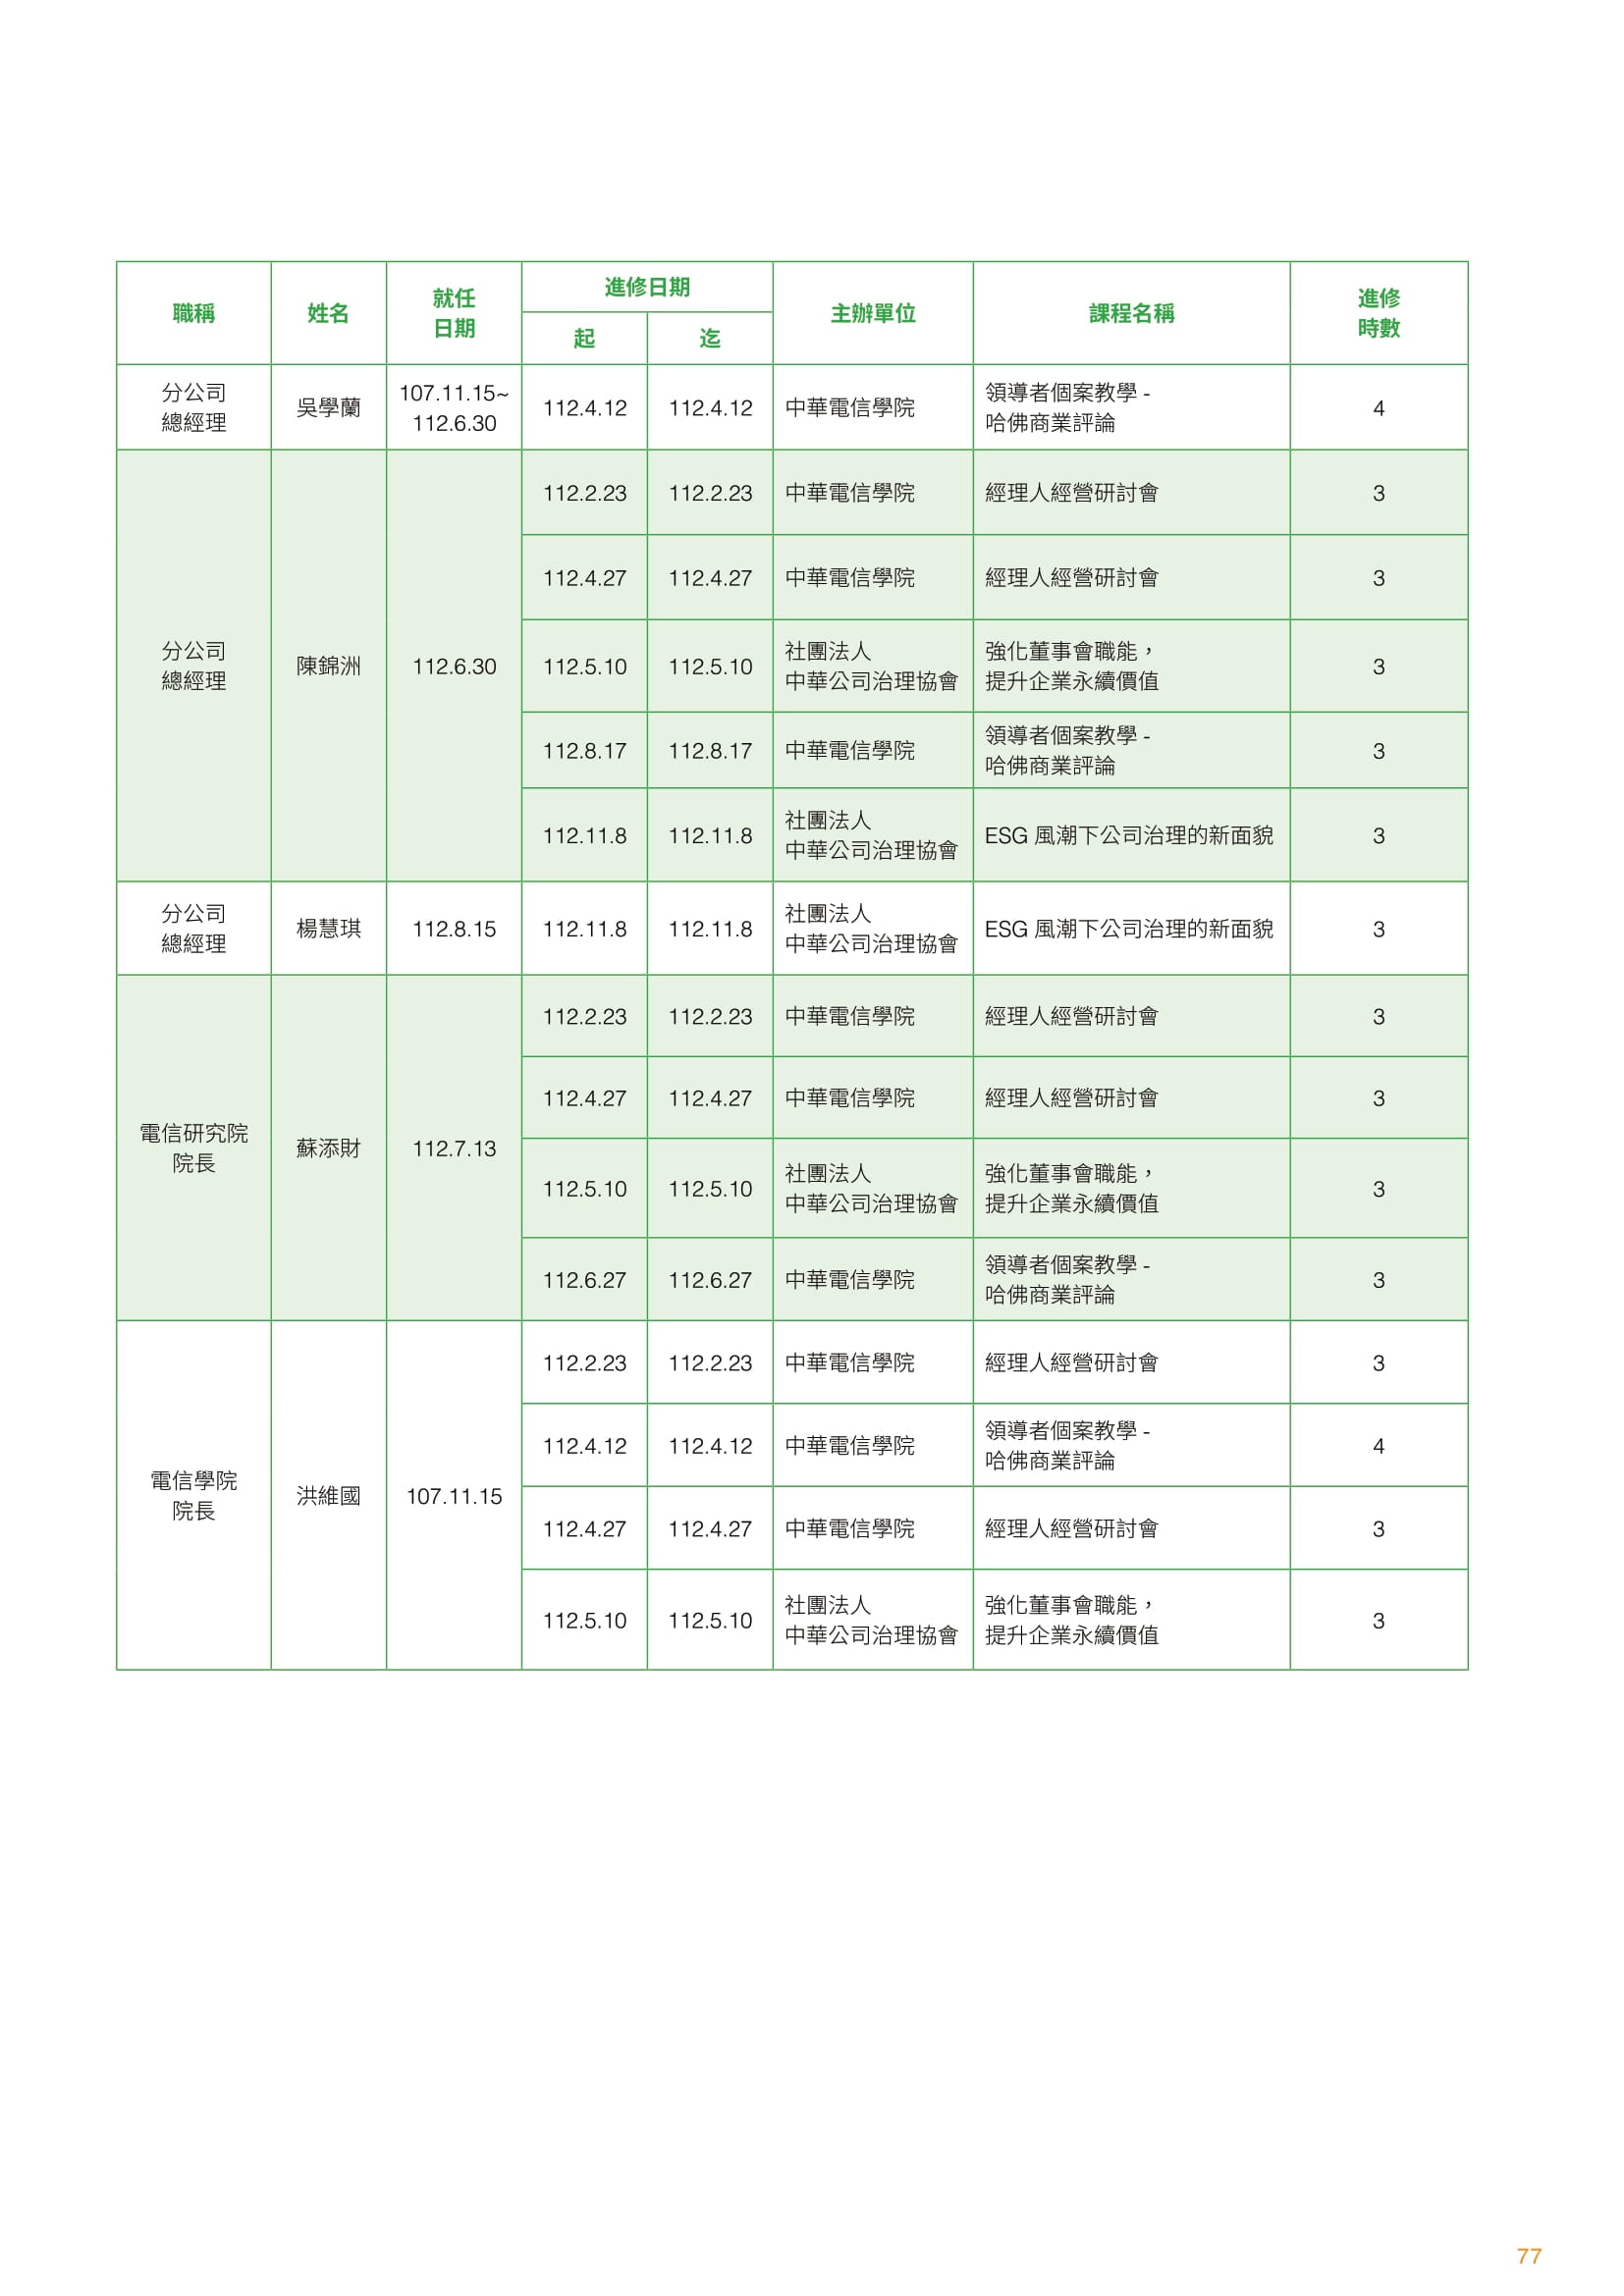 職稱
姓名
就任
日期
進修日期
起
迄
主辦單位
課程名稱
進修
時數
分公司
總經理
吳學蘭
107.11.15~
112.6.30
112.4.12
112.4.12
中華電信學院
領導者個案教學 -
哈佛商業評論
4
分公司
總經理
陳錦洲
112.6.30
112.2.23
112.2.23
中華電信學院
經理人經營研討會
3
112.4.27
112.4.27
中華電信學院
經理人經營研討會
3
112.5.10
112.5.10
社團法人
中華公司治理協會
強化董事會職能，
提升企業永續價值
3
112.8.17
112.8.17
中華電信學院
領導者個案教學 -
哈佛商業評論
3
112.11.8
112.11.8
社團法人
中華公司治理協會
ESG 風潮下公司治理的新面貌
3
分公司
總經理
楊慧琪
112.8.15
112.11.8
112.11.8
社團法人
中華公司治理協會
ESG 風潮下公司治理的新面貌
3
電信研究院
院長
蘇添財
112.7.13
112.2.23
112.2.23
中華電信學院
經理人經營研討會
3
112.4.27
112.4.27
中華電信學院
經理人經營研討會
3
112.5.10
112.5.10
社團法人
中華公司治理協會
強化董事會職能，
提升企業永續價值
3
112.6.27
112.6.27
中華電信學院
領導者個案教學 -
哈佛商業評論
3
電信學院
院長
洪維國
107.11.15
112.2.23
112.2.23
中華電信學院
經理人經營研討會
3
112.4.12
112.4.12
中華電信學院
領導者個案教學 -
哈佛商業評論
4
112.4.27
112.4.27
中華電信學院
經理人經營研討會
3
112.5.10
112.5.10
社團法人
中華公司治理協會
強化董事會職能，
提升企業永續價值
3
77